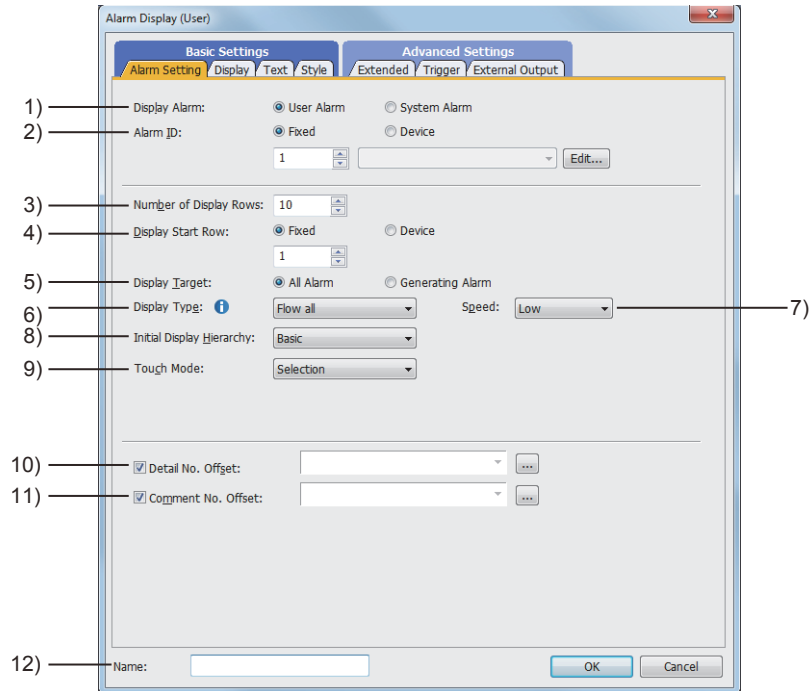 Alarm Display (User)
Basic Settings Advanced Settings
Alarm Setting Display Text Style Extended Trigger External Output
1) Display Alarm: User Alarm System Alarm
2) Alarm ID: Fixed Device
1 Edit...
3) Number of Display Rows: 10
4) Display Start Row: Fixed Device
1
5) Display Target: All Alarm Generating Alarm
6) Display Type: Flow all Speed: Low 7)
8) Initial Display Hierarchy: Basic
9) Touch Mode: Selection
10) Detail No. Offset: ...
11) Comment No. Offset: ...
12) Name: OK Cancel